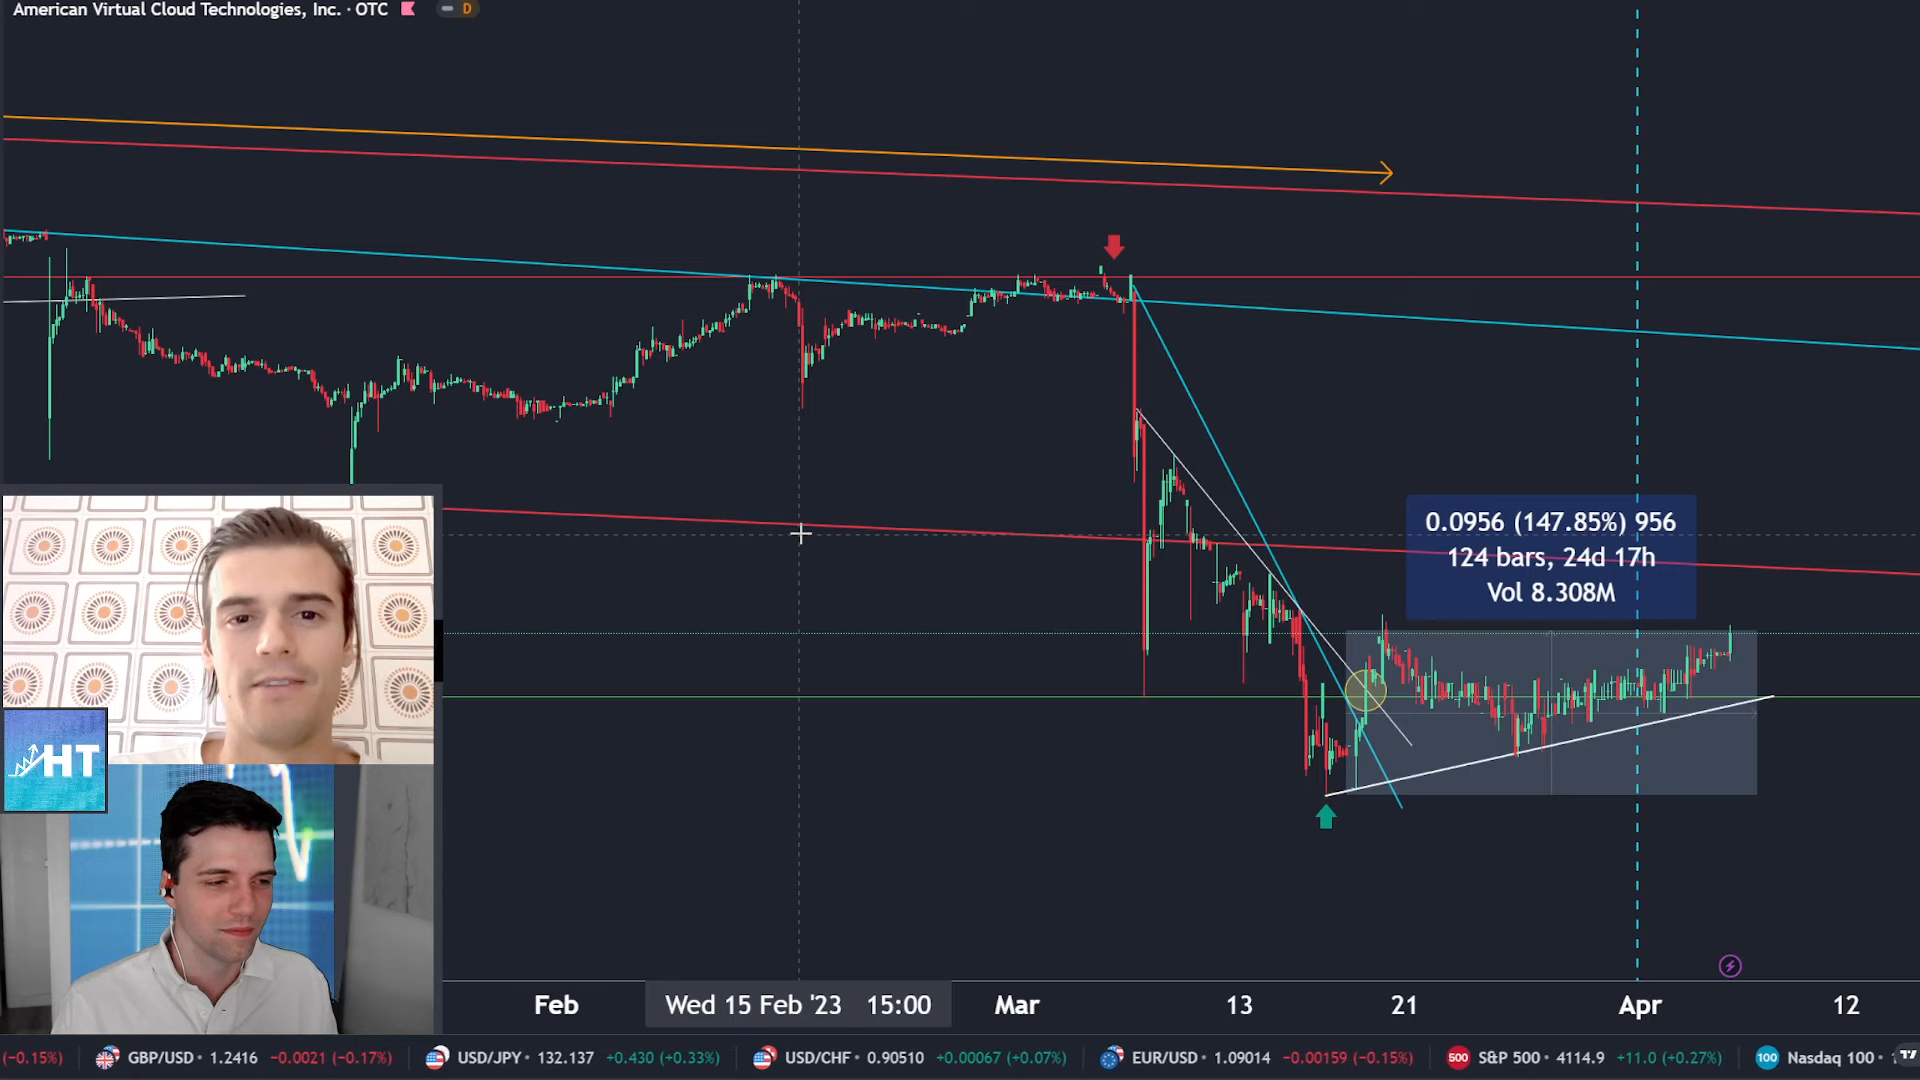 American Virtual Cloud Technologies, Inc. · OTC D
0.0956 (147.85%) 956
124 bars, 24d 17h
Vol 8.308M
HT
Feb Wed 15 Feb '23 15:00 Mar 13 21 Apr 12
(−0.15%) GBP/USD · 1.2416 −0.0021 (−0.17%) USD/JPY · 132.137 +0.430 (+0.33%) USD/CHF · 0.90510 +0.00067 (+0.07%) EUR/USD · 1.09014 −0.00159 (−0.15%) 500 S&P 500 · 4114.9 +11.0 (+0.27%) 100 Nasdaq 100 ·